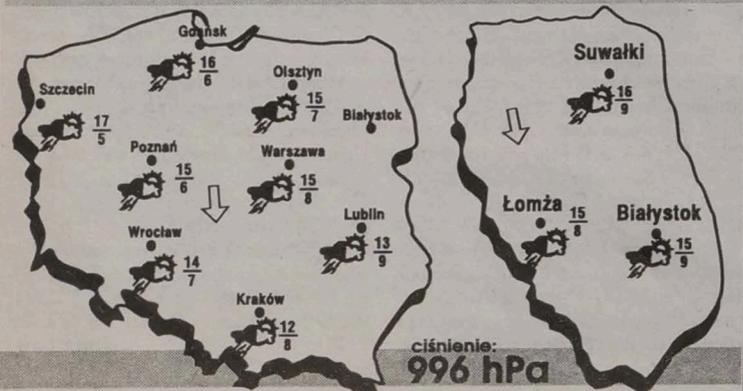 Gdańsk
16
6
Szczecin
17
5
Olsztyn
15
7
Białystok
Poznań
15
6
Warszawa
15
8
Wrocław
14
7
Lublin
13
9
Kraków
12
8
Suwałki
16
9
Łomża
15
8
Białystok
15
9
ciśnienie:
996 hPa